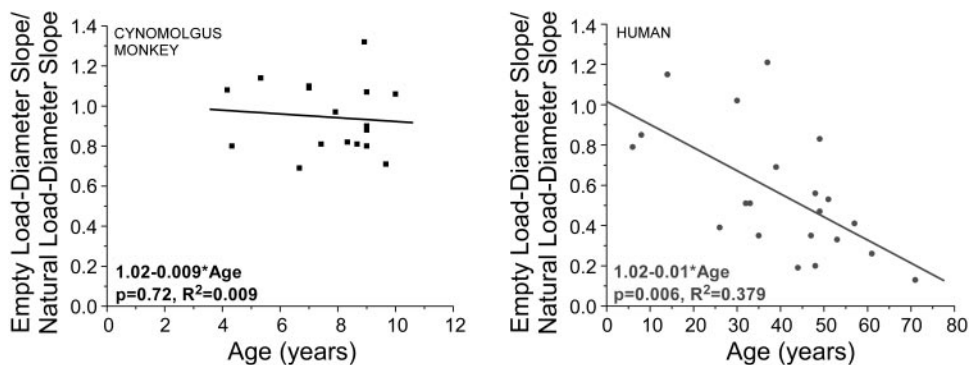 Empty Load-Diameter Slope/
Natural Load-Diameter Slope
1.4
1.2
1.0
0.8
0.6
0.4
0.2
0.0
CYNOMOLGUS
MONKEY
1.02-0.009*Age
p=0.72, R²=0.009
0 2 4 6 8 10 12
Age (years)
Empty Load-Diameter Slope/
Natural Load-Diameter Slope
1.4
1.2
1.0
0.8
0.6
0.4
0.2
0.0
HUMAN
1.02-0.01*Age
p=0.006, R²=0.379
0 10 20 30 40 50 60 70 80
Age (years)